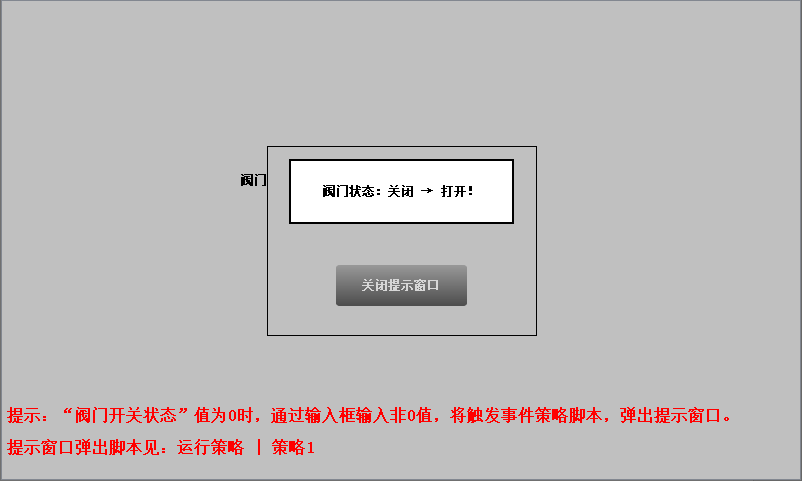 阀门
阀门状态：关闭 → 打开！
关闭提示窗口
提示：“阀门开关状态”值为0时，通过输入框输入非0值，将触发事件策略脚本，弹出提示窗口。
提示窗口弹出脚本见：运行策略 | 策略1